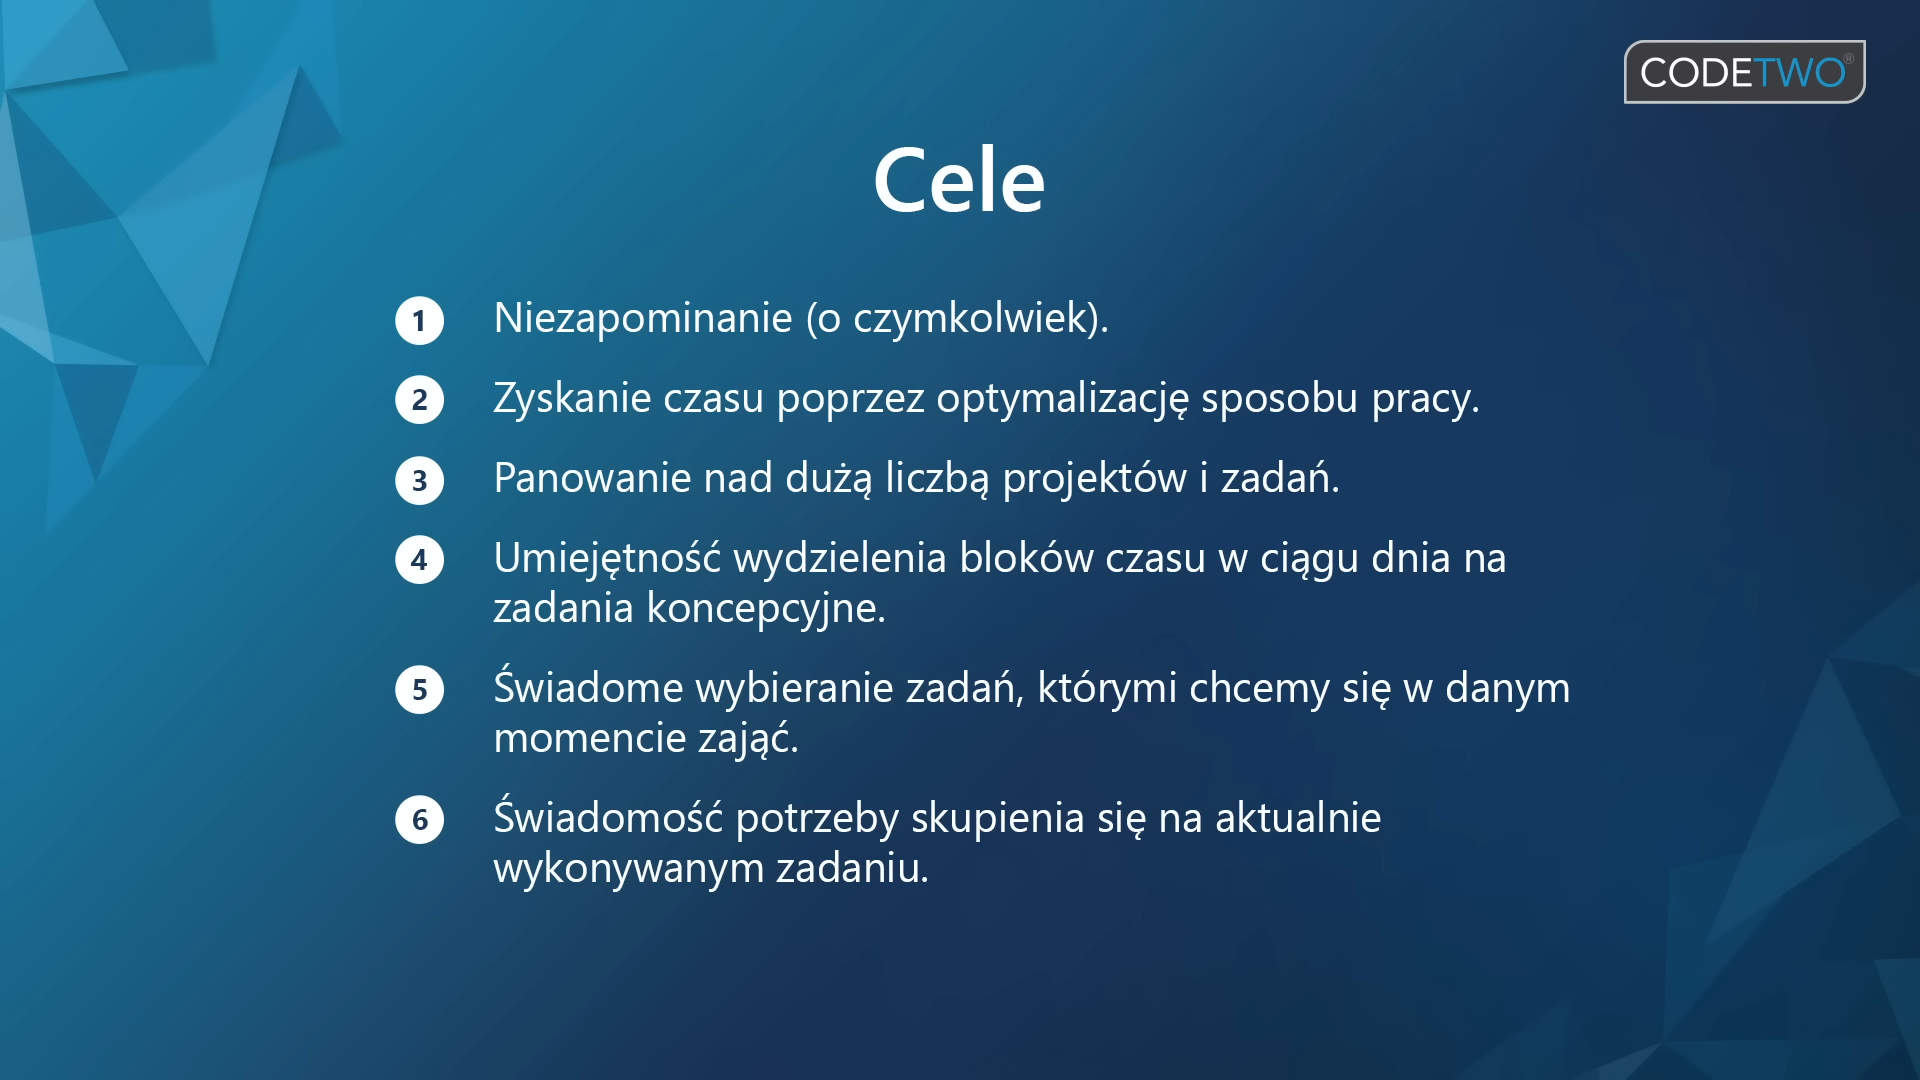 CODETWO®
Cele
1 Niezapominanie (o czymkolwiek).
2 Zyskanie czasu poprzez optymalizację sposobu pracy.
3 Panowanie nad dużą liczbą projektów i zadań.
4 Umiejętność wydzielenia bloków czasu w ciągu dnia na
zadania koncepcyjne.
5 Świadome wybieranie zadań, którymi chcemy się w danym
momencie zająć.
6 Świadomość potrzeby skupienia się na aktualnie
wykonywanym zadaniu.